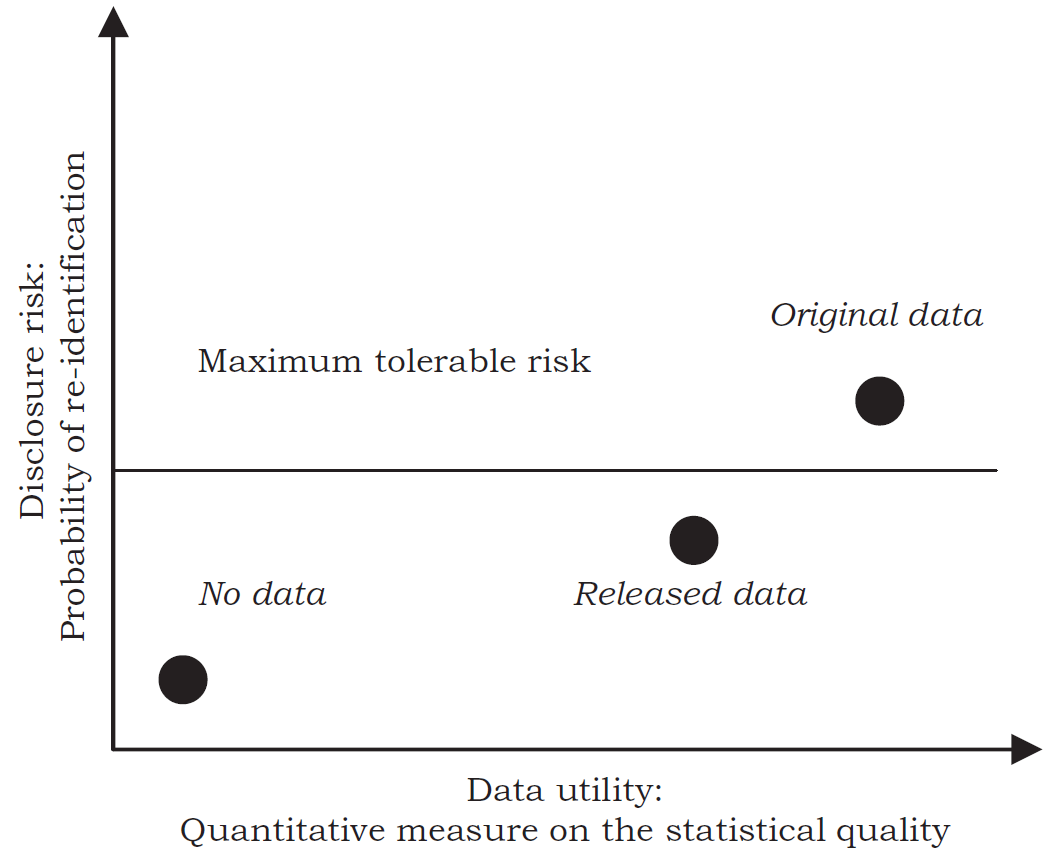 Disclosure risk:
Probability of re-identification
Original data
Maximum tolerable risk
No data
Released data
Data utility:
Quantitative measure on the statistical quality